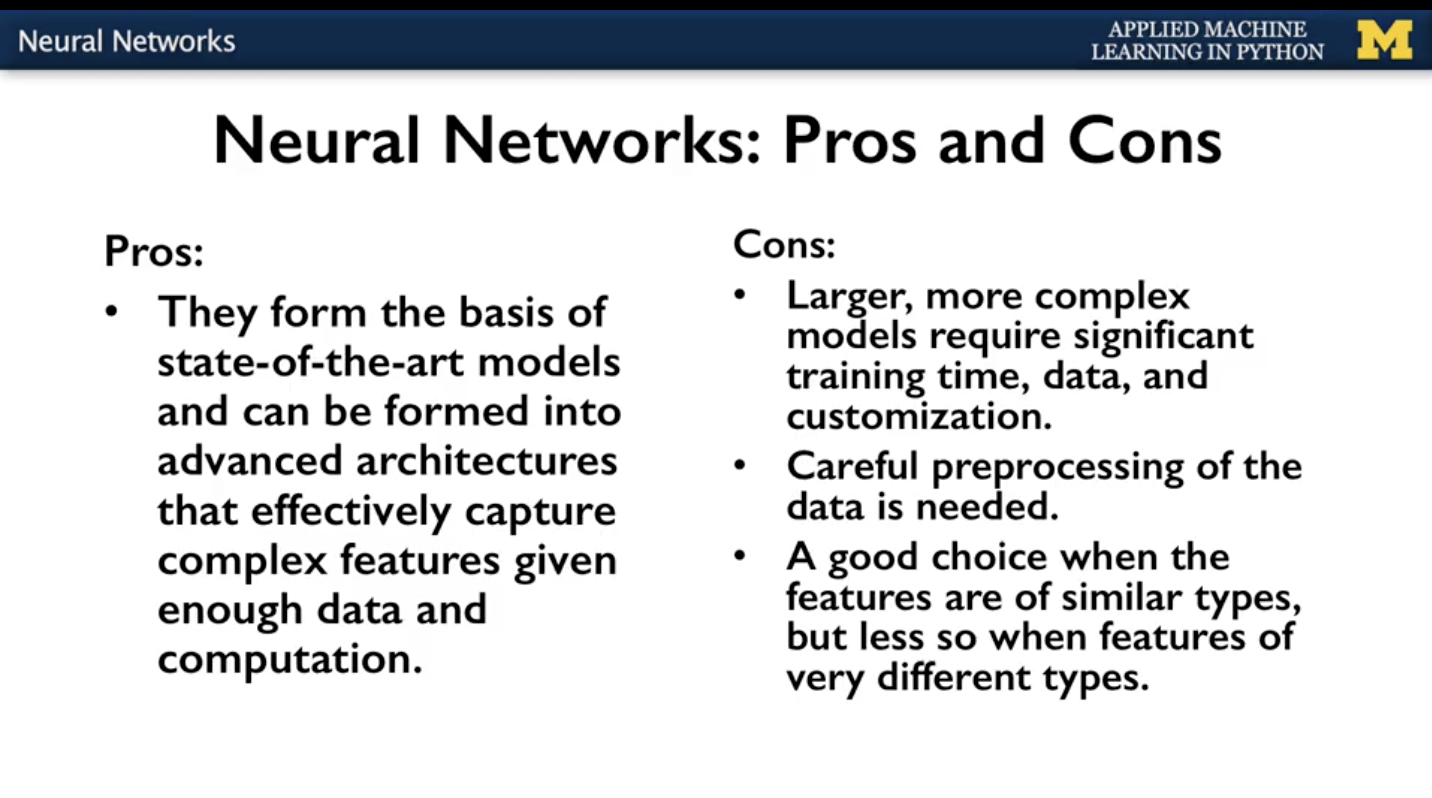 Neural Networks
APPLIED MACHINE
LEARNING IN PYTHON
M
Neural Networks: Pros and Cons
Pros:
• They form the basis of
state-of-the-art models
and can be formed into
advanced architectures
that effectively capture
complex features given
enough data and
computation.
Cons:
• Larger, more complex
models require significant
training time, data, and
customization.
• Careful preprocessing of the
data is needed.
• A good choice when the
features are of similar types,
but less so when features of
very different types.